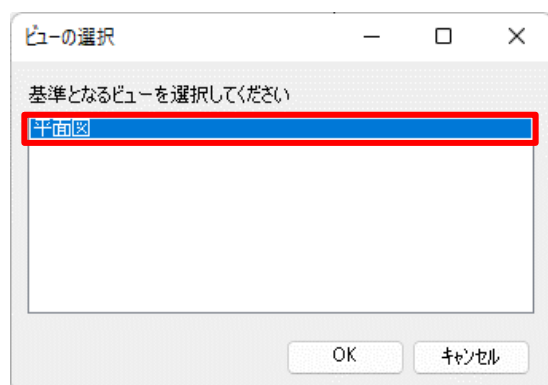 ビューの選択
基準となるビューを選択してください
平面図
OK
キャンセル